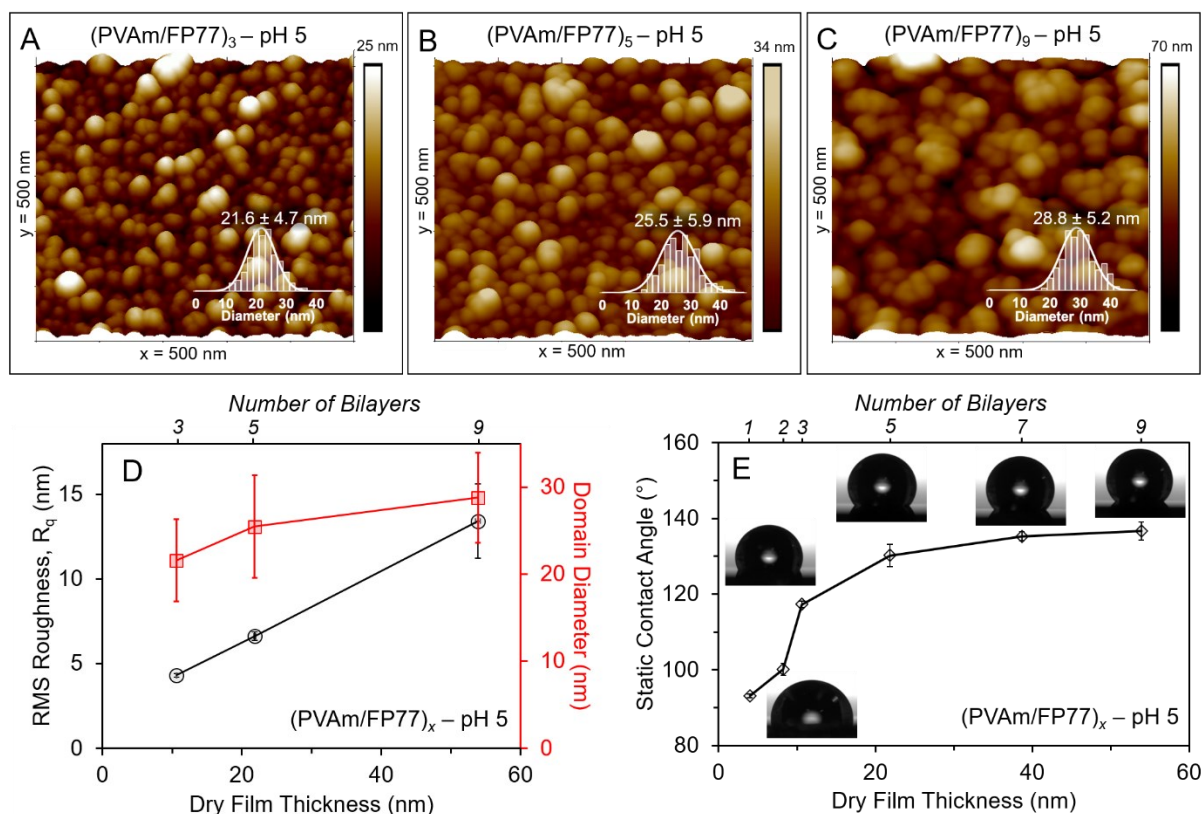 A
(PVAm/FP77)₃ – pH 5
25 nm
y = 500 nm
21.6 ± 4.7 nm
0 10 20 30 40
Diameter (nm)
x = 500 nm
B
(PVAm/FP77)₅ – pH 5
34 nm
y = 500 nm
25.5 ± 5.9 nm
0 10 20 30 40
Diameter (nm)
x = 500 nm
C
(PVAm/FP77)₉ – pH 5
70 nm
y = 500 nm
28.8 ± 5.2 nm
0 10 20 30 40
Diameter (nm)
x = 500 nm
Number of Bilayers
3 5 9
D
RMS Roughness, Rq (nm)
15
10
5
0
30
20
10
0
Domain Diameter (nm)
(PVAm/FP77)ₓ – pH 5
0 20 40 60
Dry Film Thickness (nm)
Number of Bilayers
1 2 3 5 7 9
E
Static Contact Angle (°)
160
140
120
100
80
(PVAm/FP77)ₓ – pH 5
0 20 40 60
Dry Film Thickness (nm)